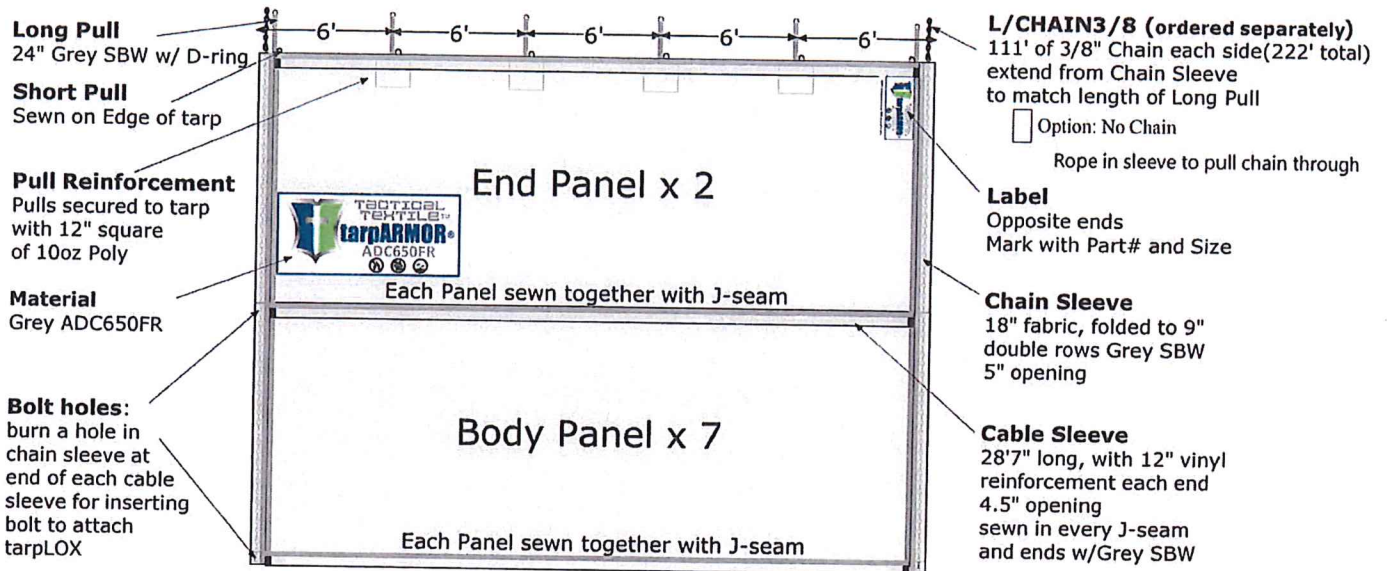 Long Pull
24" Grey SBW w/ D-ring
Short Pull
Sewn on Edge of tarp
Pull Reinforcement
Pulls secured to tarp
with 12" square
of 10oz Poly
Material
Grey ADC650FR
Bolt holes:
burn a hole in
chain sleeve at
end of each cable
sleeve for inserting
bolt to attach
tarpLOX
6' 6' 6' 6' 6'
End Panel x 2
TACTICAL
TEXTILE™
tarpARMOR®
ADC650FR
Each Panel sewn together with J-seam
Body Panel x 7
Each Panel sewn together with J-seam
L/CHAIN3/8 (ordered separately)
111' of 3/8" Chain each side(222' total)
extend from Chain Sleeve
to match length of Long Pull
Option: No Chain
Rope in sleeve to pull chain through
Label
Opposite ends
Mark with Part# and Size
Chain Sleeve
18" fabric, folded to 9"
double rows Grey SBW
5" opening
Cable Sleeve
28'7" long, with 12" vinyl
reinforcement each end
4.5" opening
sewn in every J-seam
and ends w/Grey SBW